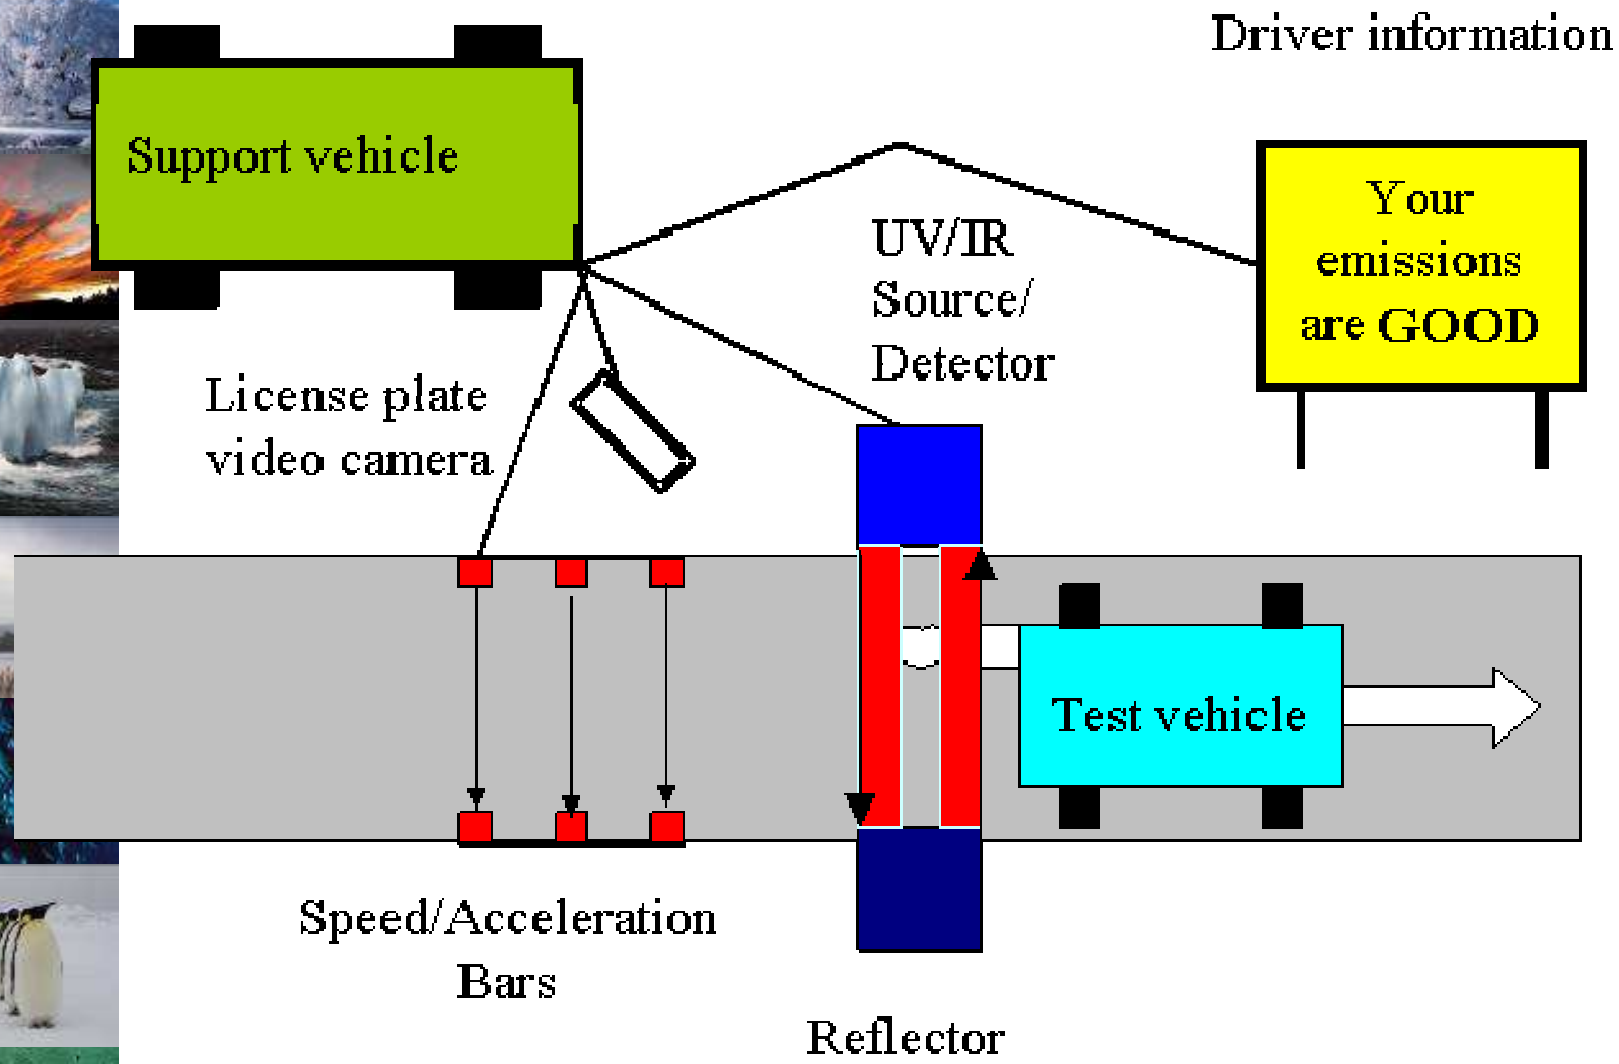 Driver information
Support vehicle
Your
emissions
are GOOD
UV/IR
Source/
Detector
License plate
video camera
Test vehicle
Speed/Acceleration
Bars
Reflector